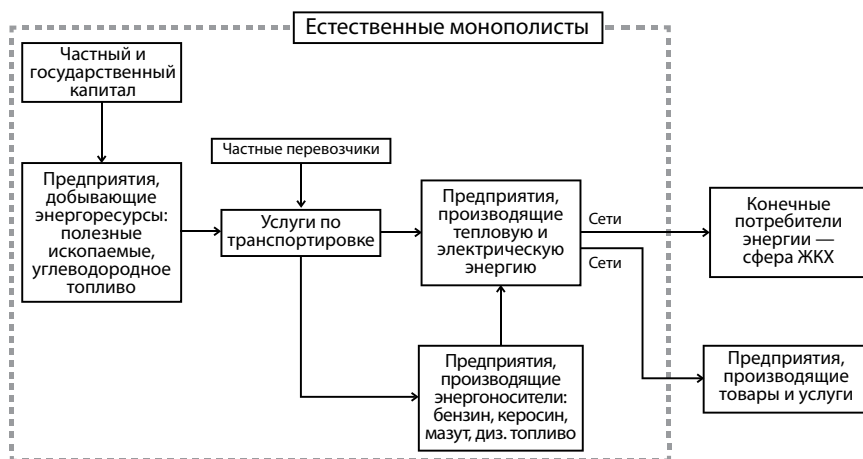 Естественные монополисты
Частный и
государственный
капитал
Частные перевозчики
Предприятия,
добывающие
энергоресурсы:
полезные
ископаемые,
углеводородное
топливо
Услуги по
транспортировке
Предприятия,
производящие
тепловую и
электрическую
энергию
Сети
Сети
Конечные
потребители
энергии —
сфера ЖКХ
Предприятия,
производящие
энергоносители:
бензин, керосин,
мазут, диз. топливо
Предприятия,
производящие
товары и услуги